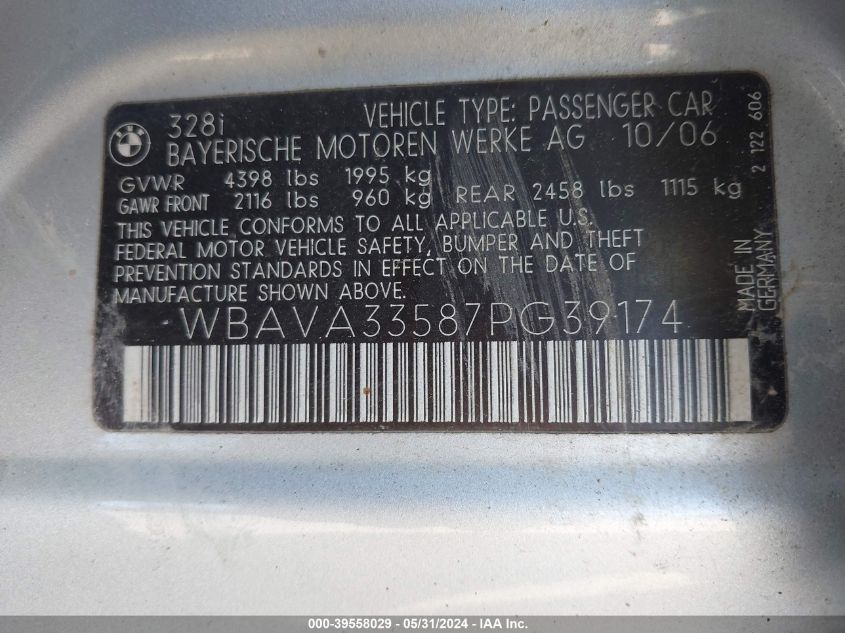 BMW
328i VEHICLE TYPE: PASSENGER CAR
BAYERISCHE MOTOREN WERKE AG 10/06
GVWR 4398 lbs 1995 kg
GAWR FRONT 2116 lbs 960 kg REAR 2458 lbs 1115 kg
THIS VEHICLE CONFORMS TO ALL APPLICABLE U.S.
FEDERAL MOTOR VEHICLE SAFETY, BUMPER AND THEFT
PREVENTION STANDARDS IN EFFECT ON THE DATE OF
MANUFACTURE SHOWN ABOVE.
WBAVA33587PG39174
2 122 606
MADE IN
GERMANY
000-39558029 - 05/31/2024 - IAA Inc.